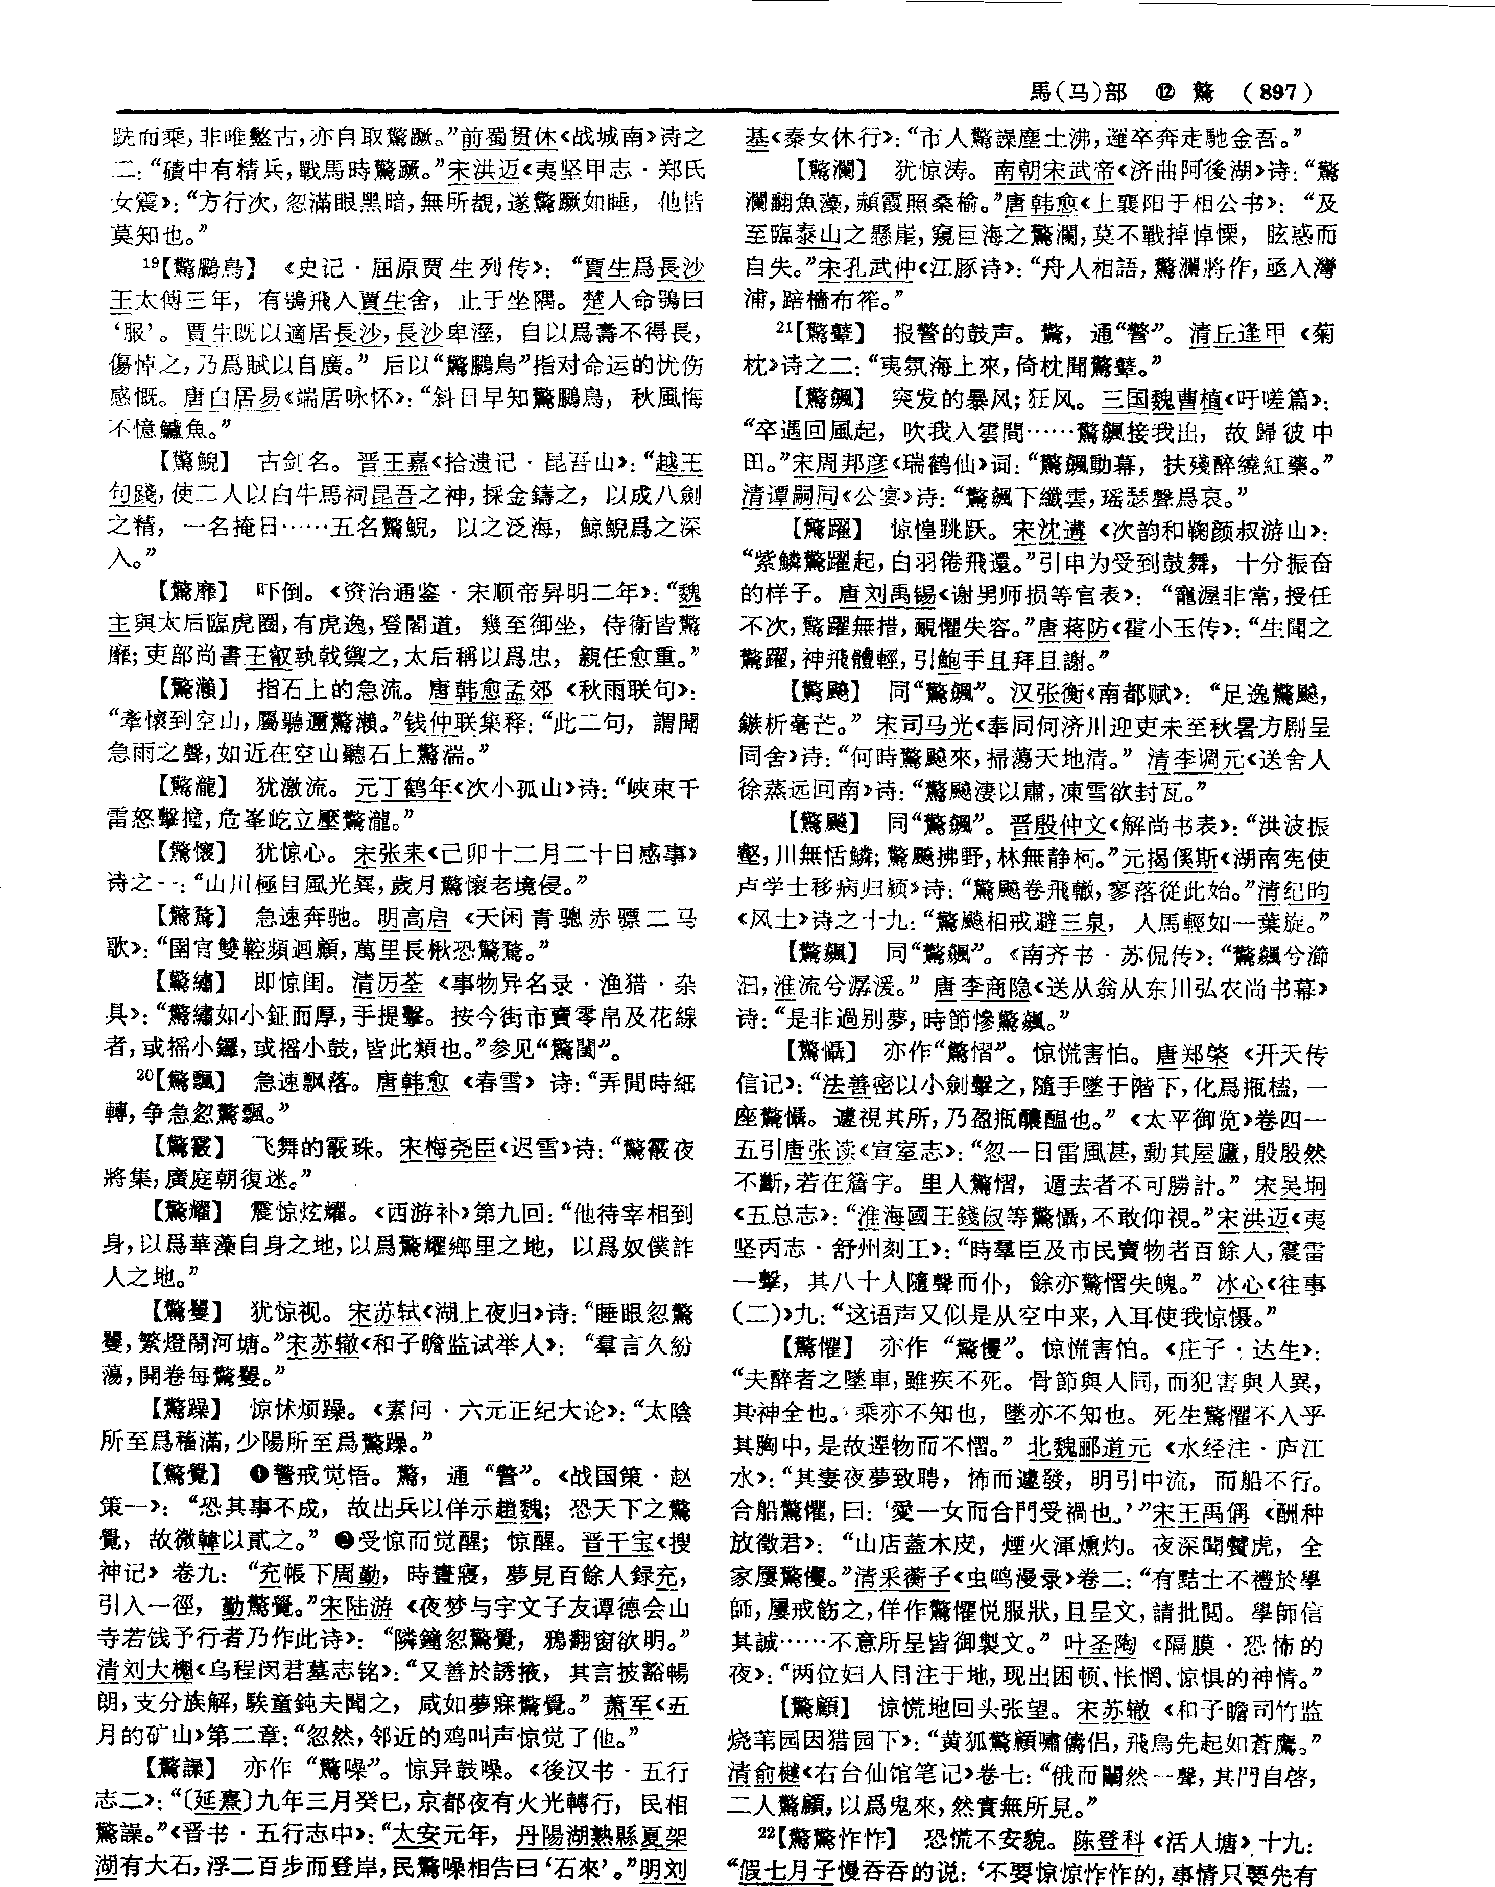 馬(马)部 ⑫ 驚 (897)
跣而乘,非唯鑒古,亦自取驚蹶。”前蜀贯休《战城南》诗之
二:“磧中有精兵,戰馬時驚蹶。”宋洪迈《夷坚甲志·郑氏
女震》:“方行次,忽滿眼黑暗,無所覩,遂驚蹶如睡,他皆
莫知也。”
19【驚鵩鳥】 《史记·屈原贾生列传》:“賈生爲長沙
王太傅三年,有鴞飛入賈生舍,止于坐隅。楚人命鴞曰
‘服’。賈生既以適居長沙,長沙卑溼,自以爲壽不得長,
傷悼之,乃爲賦以自廣。”后以“驚鵩鳥”指对命运的忧伤
感慨。唐白居易《端居咏怀》:“斜日早知驚鵩鳥,秋風悔
不憶鱸魚。”
【驚鯢】 古剑名。晋王嘉《拾遗记·昆吾山》:“越王
句踐,使工人以白牛馬祠昆吾之神,採金鑄之,以成八劍
之精,一名掩日……五名驚鯢,以之泛海,鯨鯢爲之深
入。”
【驚靡】 吓倒。《资治通鉴·宋顺帝昇明二年》:“魏
主與太后臨虎圈,有虎逸,登閣道,幾至御坐,侍衛皆驚
靡;吏部尚書王叡執戟禦之,太后稱以爲忠,親任愈重。”
【驚瀨】 指石上的急流。唐韩愈孟郊《秋雨联句》:
“牽懷到空山,屬聽邇驚瀨。”钱仲联集释:“此二句,謂聞
急雨之聲,如近在空山聽石上驚湍。”
【驚瀧】 犹激流。元丁鹤年《次小孤山》诗:“峽束千
雷怒擊撞,危峯屹立壓驚瀧。”
【驚懷】 犹惊心。宋张耒《己卯十二月二十日感事》
诗之一:“山川極目風光異,歲月驚懷老境侵。”
【驚騖】 急速奔驰。明高启《天闲青骢赤骠二马
歌》:“圉官雙鞚頻迴顧,萬里長楸恐驚騖。”
【驚繡】 即惊闺。清厉荃《事物异名录·渔猎·杂
具》:“驚繡如小鉦而厚,手提擊。按今街市賣零帛及花線
者,或摇小鑼,或摇小鼓,皆此類也。”参见“驚閨”。
20【驚飄】 急速飘落。唐韩愈《春雪》诗:“弄閒時細
轉,争急忽驚飄。”
【驚霰】 飞舞的霰珠。宋梅尧臣《迟雪》诗:“驚霰夜
將集,廣庭朝復迷。”
【驚耀】 震惊炫耀。《西游补》第九回:“他待宰相到
身,以爲華藻自身之地,以爲驚耀鄉里之地,以爲奴僕詐
人之地。”
【驚矍】 犹惊视。宋苏轼《湖上夜归》诗:“睡眼忽驚
矍,繁燈鬧河塘。”宋苏辙《和子瞻监试举人》:“羣言久紛
蕩,開卷每驚矍。”
【驚躁】 惊怵烦躁。《素问·六元正纪大论》:“太陰
所至爲稸滿,少陽所至爲驚躁。”
【驚覺】 ❶警戒觉悟。驚,通“警”。《战国策·赵
策一》:“恐其事不成,故出兵以佯示趙魏;恐天下之驚
覺,故微韓以貳之。”❷受惊而觉醒;惊醒。晋干宝《搜
神记》卷九:“充帳下周勤,時晝寢,夢見百餘人録充,
引入一徑,勤驚覺。”宋陆游《夜梦与宇文子友谭德会山
寺若饯予行者乃作此诗》:“隣鐘忽驚覺,鴉翻窗欲明。”
清刘大櫆《乌程闵君墓志铭》:“又善於誘掖,其言披豁暢
朗,支分族解,騃童鈍夫聞之,咸如夢寐驚覺。”萧军《五
月的矿山》第二章:“忽然,邻近的鸡叫声惊觉了他。”
【驚譟】 亦作“驚噪”。惊异鼓噪。《後汉书·五行
志二》:“〔延熹〕九年三月癸巳,京都夜有火光轉行,民相
驚譟。”《晋书·五行志中》:“太安元年,丹陽湖熟縣夏架
湖有大石,浮二百步而登岸,民驚噪相告曰‘石來’。”明刘
基《秦女休行》:“市人驚譟塵土沸,邏卒奔走馳金吾。”
【驚瀾】 犹惊涛。南朝宋武帝《济曲阿後湖》诗:“驚
瀾翻魚藻,頳霞照桑榆。”唐韩愈《上襄阳于相公书》:“及
至臨泰山之懸崖,窺巨海之驚瀾,莫不戰掉悼慄,眩惑而
自失。”宋孔武仲《江豚诗》:“舟人相語,驚瀾將作,亟入灣
浦,踣檣布笮。”
21【驚鼙】 报警的鼓声。驚,通“警”。清丘逢甲《菊
枕》诗之二:“夷氛海上來,倚枕聞驚鼙。”
【驚飆】 突发的暴风;狂风。三国魏曹植《吁嗟篇》:
“卒遇回風起,吹我入雲間……驚飆接我出,故歸彼中
田。”宋周邦彦《瑞鹤仙》词:“驚飆動幕,扶殘醉繞紅藥。”
清谭嗣同《公宴》诗:“驚飆下纖雲,瑶瑟聲爲哀。”
【驚躍】 惊惶跳跃。宋沈遘《次韵和鞠颜叔游山》:
“紫鱗驚躍起,白羽倦飛還。”引申为受到鼓舞,十分振奋
的样子。唐刘禹锡《谢男师损等官表》:“寵渥非常,授任
不次,驚躍無措,覼懼失容。”唐蒋防《霍小玉传》:“生聞之
驚躍,神飛體輕,引鮑手且拜且謝。”
【驚飈】 同“驚飆”。汉张衡《南都赋》:“足逸驚飈,
鏃析毫芒。”宋司马光《奉同何济川迎吏未至秋暑方剧呈
同舍》诗:“何時驚飈來,掃蕩天地清。”清李调元《送舍人
徐蒸远回南》诗:“驚飈淒以肅,凍雪欲封瓦。”
【驚飇】 同“驚飆”。晋殷仲文《解尚书表》:“洪波振
壑,川無恬鱗;驚飇拂野,林無静柯。”元揭傒斯《湖南宪使
卢学士移病归颍》诗:“驚飇卷飛轍,寥落從此始。”清纪昀
《风土》诗之十九:“驚飇相戒避三泉,人馬輕如一葉旋。”
【驚飊】 同“驚飆”。《南齐书·苏侃传》:“驚飊兮瀄
汨,淮流兮潺湲。”唐李商隐《送从翁从东川弘农尚书幕》
诗:“是非過别夢,時節慘驚飊。”
【驚懾】 亦作“驚慴”。惊慌害怕。唐郑棨《开天传
信记》:“法善密以小劍擊之,隨手墜于階下,化爲瓶榼,一
座驚懾。遽視其所,乃盈瓶醲醖也。”《太平御览》卷四一
五引唐张读《宣室志》:“忽一日雷風甚,動其屋廬,殷殷然
不斷,若在簷宇。里人驚慴,遁去者不可勝計。”宋吴坰
《五总志》:“淮海國王錢俶等驚懾,不敢仰視。”宋洪迈《夷
坚丙志·舒州刻工》:“時羣臣及市民賣物者百餘人,震雷
一擊,其八十人隨聲而仆,餘亦驚慴失魄。”冰心《往事
(二)》九:“这语声又似是从空中来,入耳使我惊慑。”
【驚懼】 亦作“驚戄”。惊慌害怕。《庄子·达生》:
“夫醉者之墜車,雖疾不死。骨節與人同,而犯害與人異,
其神全也。乘亦不知也,墜亦不知也。死生驚懼不入乎
其胸中,是故遻物而不慴。”北魏郦道元《水经注·庐江
水》:“其妻夜夢致聘,怖而遽發,明引中流,而船不行。
合船驚懼,曰:‘愛一女而合門受禍也。’”宋王禹偁《酬种
放徵君》:“山店蓋木皮,煙火渾燻灼。夜深聞贙虎,全
家屢驚戄。”清采蘅子《虫鸣漫录》卷二:“有黠士不禮於學
師,屢戒飭之,佯作驚懼悦服狀,且呈文,請批閲。學師信
其誠……不意所呈皆御製文。”叶圣陶《隔膜·恐怖的
夜》:“两位妇人目注于地,现出困顿、怅惘、惊惧的神情。”
【驚顧】 惊慌地回头张望。宋苏辙《和子瞻司竹监
烧苇园因猎园下》:“黄狐驚顧嘯儔侣,飛鳥先起如蒼鷹。”
清俞樾《右台仙馆笔记》卷七:“俄而闟然一聲,其門自啓,
二人驚顧,以爲鬼來,然實無所見。”
22【驚驚怍怍】 恐慌不安貌。陈登科《活人塘》十九:
“假七月子慢吞吞的说:‘不要惊惊怍怍的,事情只要先有